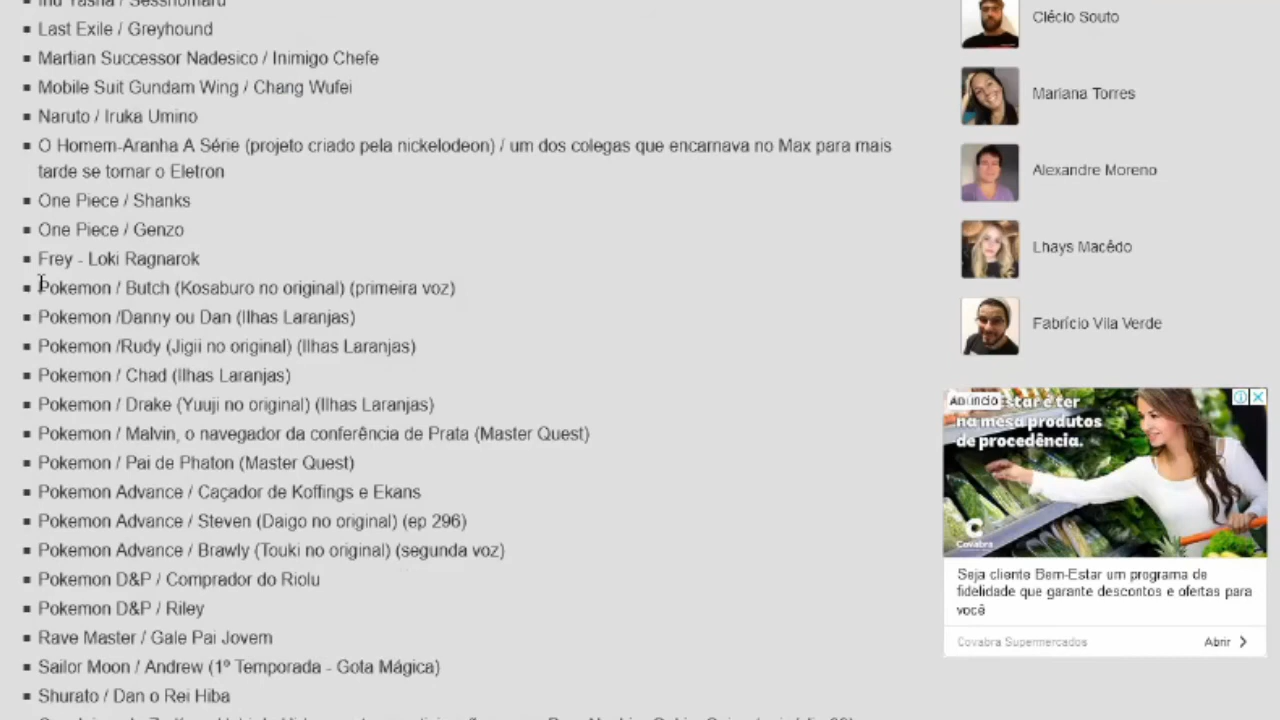 Inu Yasha / Sesshomaru
Last Exile / Greyhound
Martian Successor Nadesico / Inimigo Chefe
Mobile Suit Gundam Wing / Chang Wufei
Naruto / Iruka Umino
O Homem-Aranha A Série (projeto criado pela nickelodeon) / um dos colegas que encarnava no Max para mais
tarde se tornar o Eletron
One Piece / Shanks
One Piece / Genzo
Frey - Loki Ragnarok
Pokemon / Butch (Kosaburo no original) (primeira voz)
Pokemon /Danny ou Dan (Ilhas Laranjas)
Pokemon /Rudy (Jigii no original) (Ilhas Laranjas)
Pokemon / Chad (Ilhas Laranjas)
Pokemon / Drake (Yuuji no original) (Ilhas Laranjas)
Pokemon / Malvin, o navegador da conferência de Prata (Master Quest)
Pokemon / Pai de Phaton (Master Quest)
Pokemon Advance / Caçador de Koffings e Ekans
Pokemon Advance / Steven (Daigo no original) (ep 296)
Pokemon Advance / Brawly (Touki no original) (segunda voz)
Pokemon D&P / Comprador do Riolu
Pokemon D&P / Riley
Rave Master / Gale Pai Jovem
Sailor Moon / Andrew (1º Temporada - Gota Mágica)
Shurato / Dan o Rei Hiba
Clécio Souto
Mariana Torres
Alexandre Moreno
Lhays Macêdo
Fabrício Vila Verde
Anúncio
estar é ter
na mesa produtos
de procedência.
Covabra
Seja cliente Bem-Estar um programa de
fidelidade que garante descontos e ofertas para
você
Covabra Supermercados
Abrir